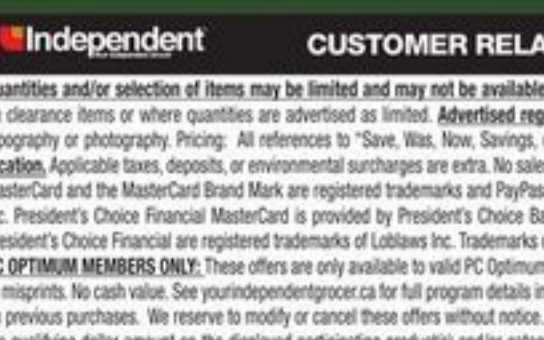 Independent CUSTOMER RELA
uantities and/or selection of items may be limited and may not be available
clearance items or where quantities are advertised as limited. Advertised reg
pography or photography. Pricing: All references to "Save, Was, Now, Savings,
cation. Applicable taxes, deposits, or environmental surcharges are extra. No sales
asterCard and the MasterCard Brand Mark are registered trademarks and PayPas
c. President's Choice Financial MasterCard is provided by President's Choice Ba
esident's Choice Financial are registered trademarks of Loblaws Inc. Trademarks
C OPTIMUM MEMBERS ONLY: These offers are only available to valid PC Optimum
misprints. No cash value. See yourindependentgrocer.ca for full program details in
previous purchases. We reserve to modify or cancel these offers without notice.